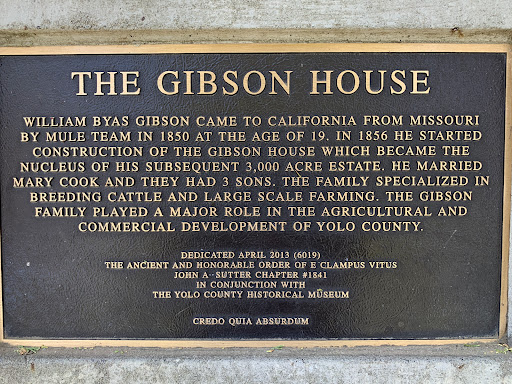 THE GIBSON HOUSE
WILLIAM BYAS GIBSON CAME TO CALIFORNIA FROM MISSOURI
BY MULE TEAM IN 1850 AT THE AGE OF 19. IN 1856 HE STARTED
CONSTRUCTION OF THE GIBSON HOUSE WHICH BECAME THE
NUCLEUS OF HIS SUBSEQUENT 3,000 ACRE ESTATE. HE MARRIED
MARY COOK AND THEY HAD 3 SONS. THE FAMILY SPECIALIZED IN
BREEDING CATTLE AND LARGE SCALE FARMING. THE GIBSON
FAMILY PLAYED A MAJOR ROLE IN THE AGRICULTURAL AND
COMMERCIAL DEVELOPMENT OF YOLO COUNTY.
DEDICATED APRIL 2013 (6019)
THE ANCIENT AND HONORABLE ORDER OF E CLAMPUS VITUS
JOHN A. SUTTER CHAPTER #1841
IN CONJUNCTION WITH
THE YOLO COUNTY HISTORICAL MUSEUM
CREDO QUIA ABSURDUM